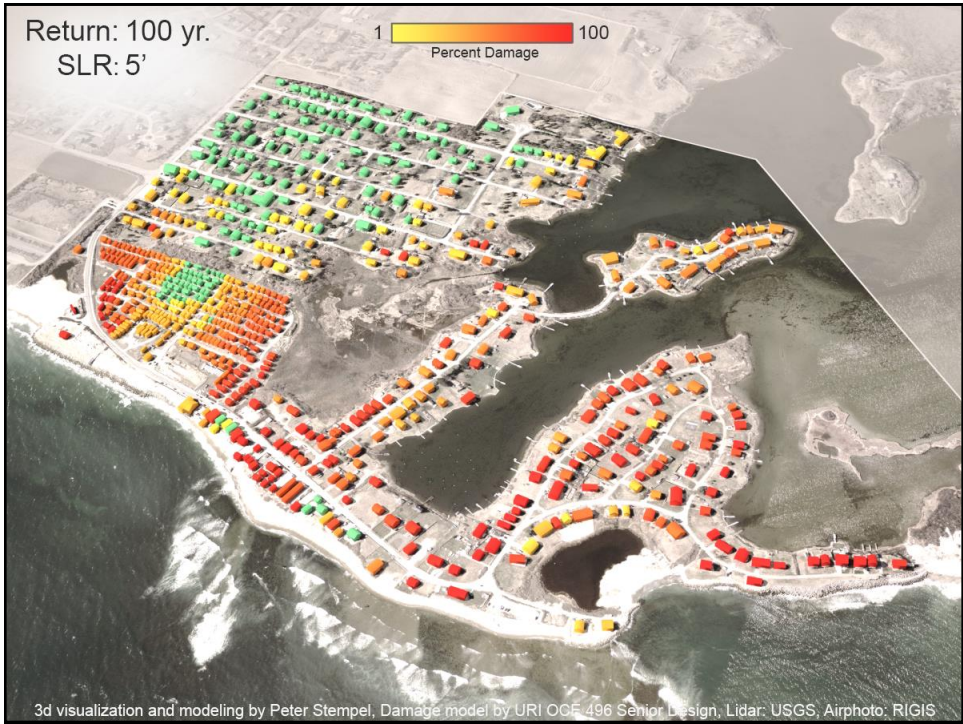 Return: 100 yr.
SLR: 5'
1 100
Percent Damage
3d visualization and modeling by Peter Stempel, Damage model by URI OCE 496 Senior Design, Lidar: USGS, Airphoto: RIGIS